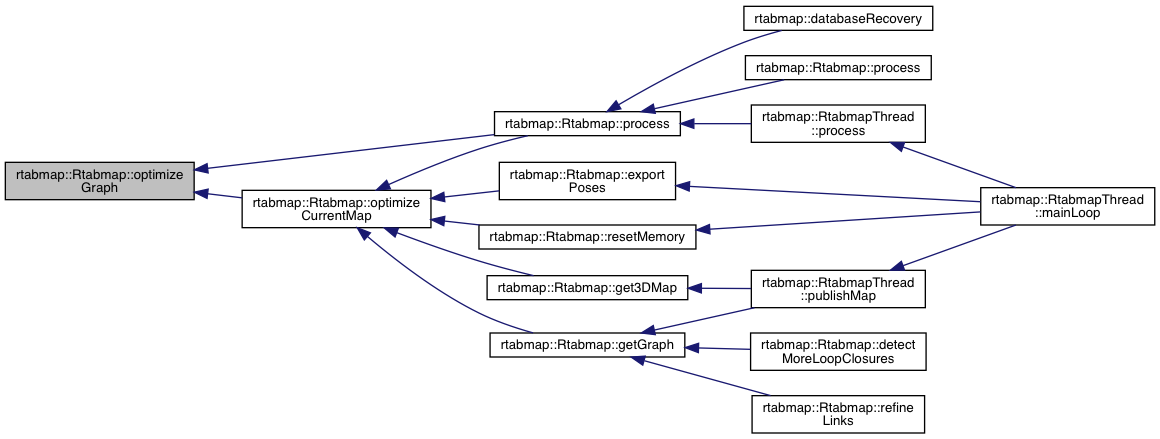 rtabmap::Rtabmap::optimize
Graph
rtabmap::Rtabmap::optimize
CurrentMap
rtabmap::Rtabmap::process
rtabmap::Rtabmap::export
Poses
rtabmap::Rtabmap::resetMemory
rtabmap::Rtabmap::get3DMap
rtabmap::Rtabmap::getGraph
rtabmap::databaseRecovery
rtabmap::Rtabmap::process
rtabmap::RtabmapThread
::process
rtabmap::RtabmapThread
::publishMap
rtabmap::Rtabmap::detect
MoreLoopClosures
rtabmap::Rtabmap::refine
Links
rtabmap::RtabmapThread
::mainLoop